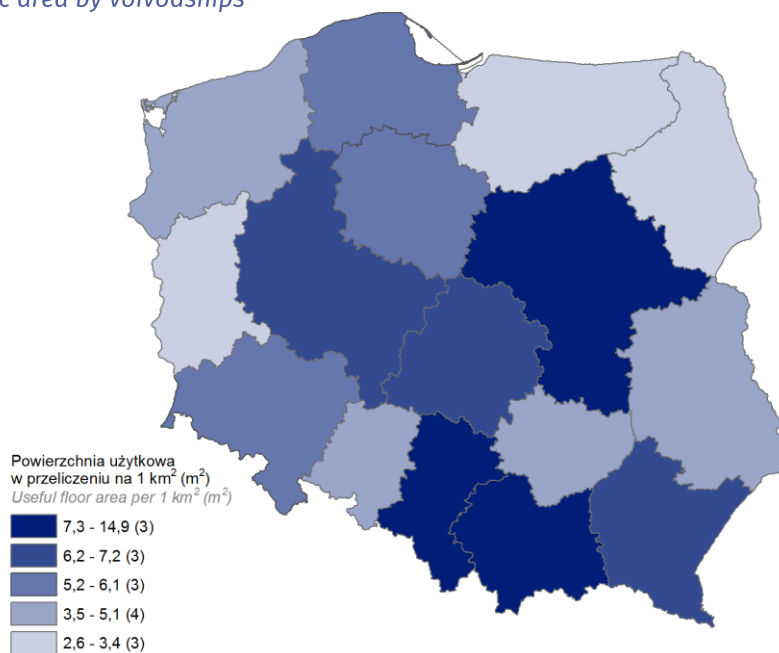 c area by voivodships
Powierzchnia użytkowa
w przeliczeniu na 1 km² (m²)
Useful floor area per 1 km² (m²)
7,3 - 14,9 (3)
6,2 - 7,2 (3)
5,2 - 6,1 (3)
3,5 - 5,1 (4)
2,6 - 3,4 (3)